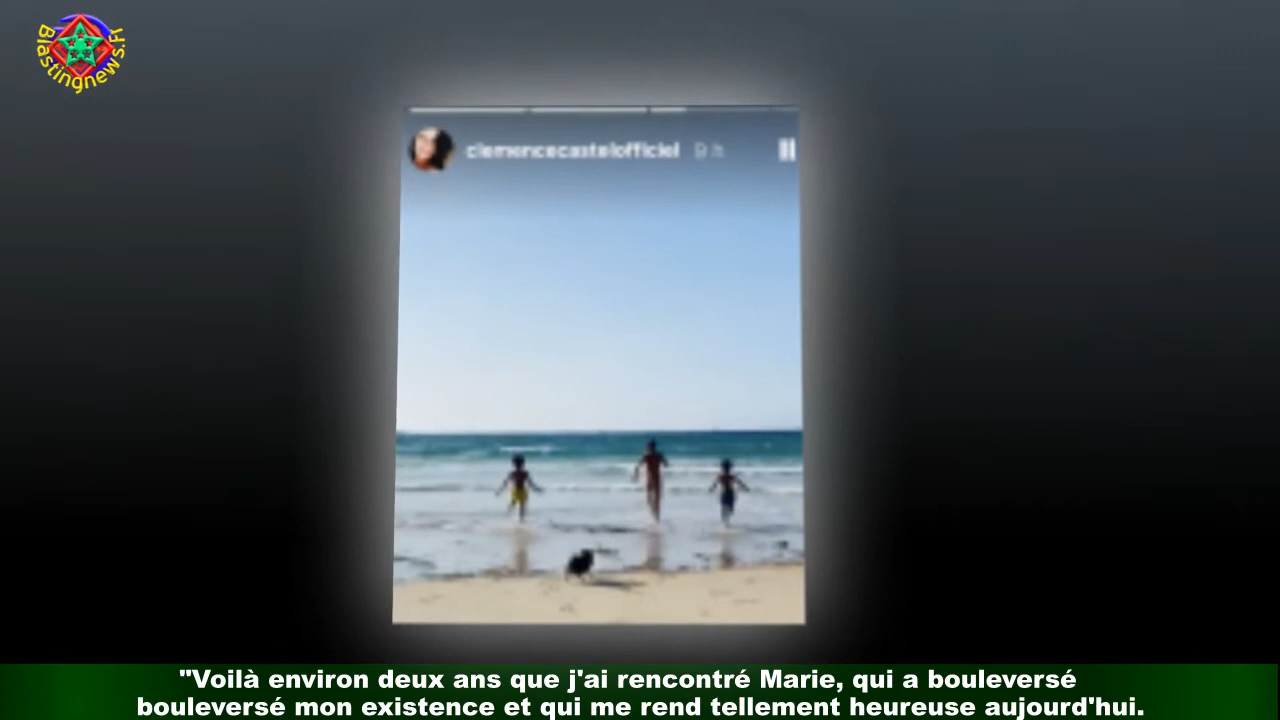 Blastingnews.Fr
clemencecastelofficiel 9 h
"Voilà environ deux ans que j'ai rencontré Marie, qui a bouleversé
bouleversé mon existence et qui me rend tellement heureuse aujourd'hui.